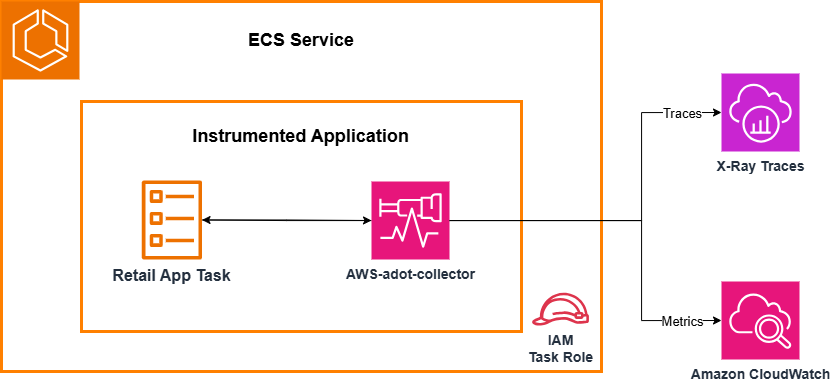 ECS Service
Instrumented Application
Retail App Task
AWS-adot-collector
IAM
Task Role
Traces
X-Ray Traces
Metrics
Amazon CloudWatch